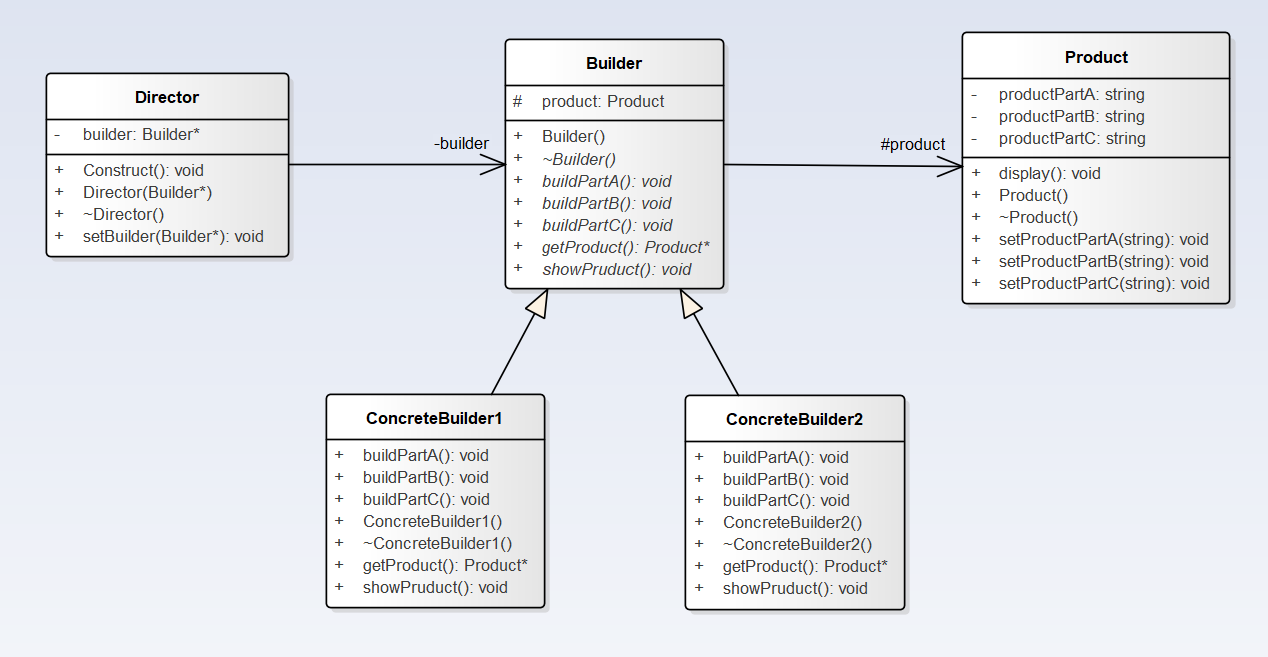 Director
- builder: Builder*
+ Construct(): void
+ Director(Builder*)
+ ~Director()
+ setBuilder(Builder*): void
-builder
Builder
# product: Product
+ Builder()
+ ~Builder()
+ buildPartA(): void
+ buildPartB(): void
+ buildPartC(): void
+ getProduct(): Product*
+ showPruduct(): void
#product
Product
- productPartA: string
- productPartB: string
- productPartC: string
+ display(): void
+ Product()
+ ~Product()
+ setProductPartA(string): void
+ setProductPartB(string): void
+ setProductPartC(string): void
ConcreteBuilder1
+ buildPartA(): void
+ buildPartB(): void
+ buildPartC(): void
+ ConcreteBuilder1()
+ ~ConcreteBuilder1()
+ getProduct(): Product*
+ showPruduct(): void
ConcreteBuilder2
+ buildPartA(): void
+ buildPartB(): void
+ buildPartC(): void
+ ConcreteBuilder2()
+ ~ConcreteBuilder2()
+ getProduct(): Product*
+ showPruduct(): void